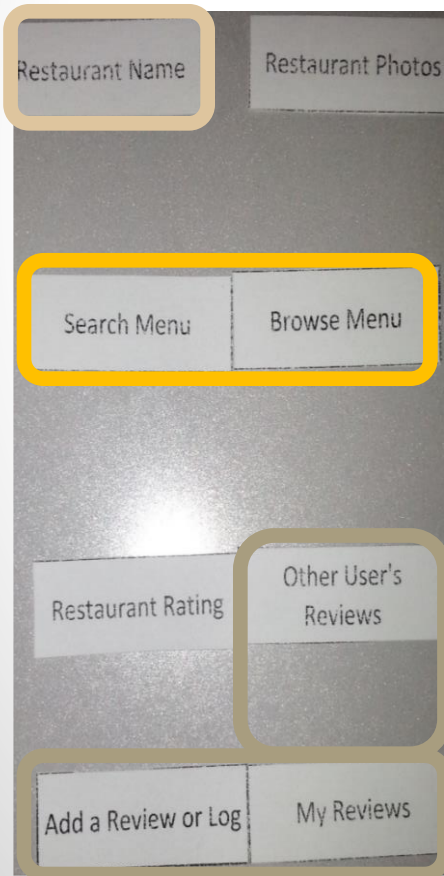 Restaurant Name
Restaurant Photos
Search Menu
Browse Menu
Restaurant Rating
Other User's
Reviews
Add a Review or Log
My Reviews